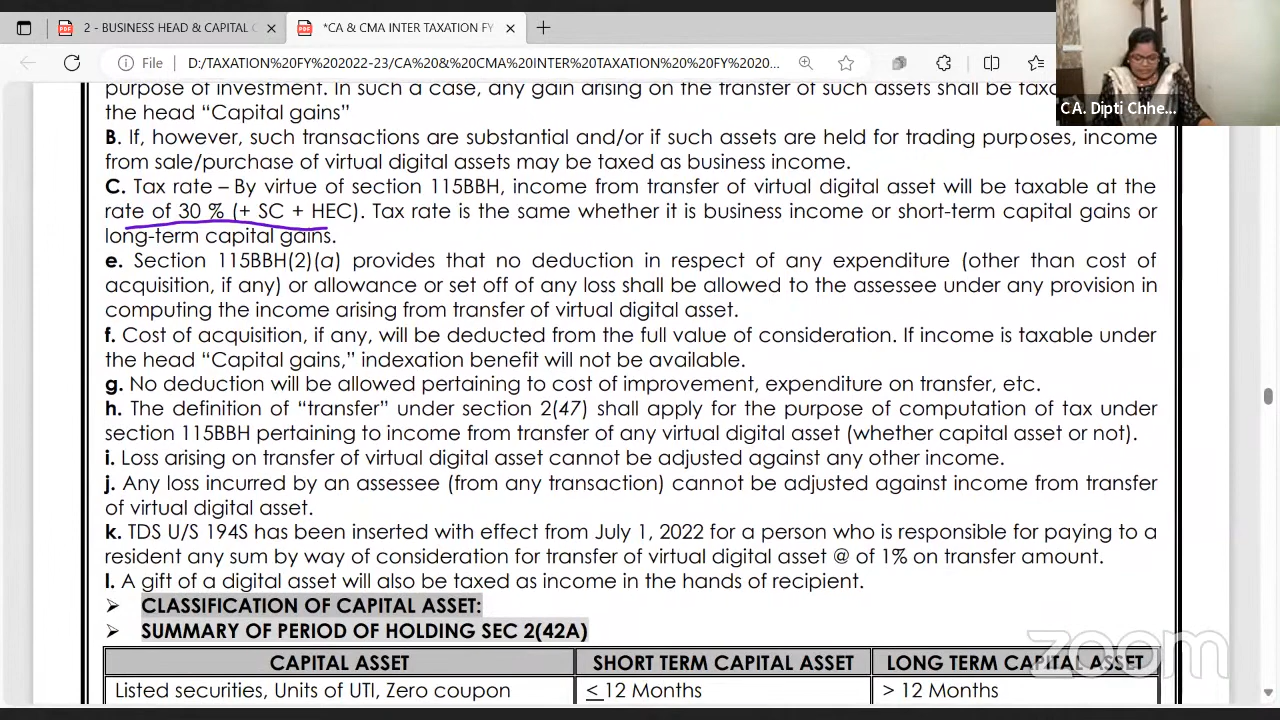 2 - BUSINESS HEAD & CAPITAL
*CA & CMA INTER TAXATION FY
File
D:/TAXATION%20FY%202022-23/CA%20&%20CMA%20INTER%20TAXATION%20%20FY%2020...
purpose of investment. In such a case, any gain arising on the transfer of such assets shall be
the head “Capital gains”
C A. Dipti Chhe...
B. If, however, such transactions are substantial and/or if such assets are held for trading purposes, income
from sale/purchase of virtual digital assets may be taxed as business income.
C. Tax rate – By virtue of section 115BBH, income from transfer of virtual digital asset will be taxable at the
rate of 30 % (+ SC + HEC). Tax rate is the same whether it is business income or short-term capital gains or
long-term capital gains.
e. Section 115BBH(2)(a) provides that no deduction in respect of any expenditure (other than cost of
acquisition, if any) or allowance or set off of any loss shall be allowed to the assessee under any provision in
computing the income arising from transfer of virtual digital asset.
f. Cost of acquisition, if any, will be deducted from the full value of consideration. If income is taxable under
the head “Capital gains,” indexation benefit will not be available.
g. No deduction will be allowed pertaining to cost of improvement, expenditure on transfer, etc.
h. The definition of “transfer” under section 2(47) shall apply for the purpose of computation of tax under
section 115BBH pertaining to income from transfer of any virtual digital asset (whether capital asset or not).
i. Loss arising on transfer of virtual digital asset cannot be adjusted against any other income.
j. Any loss incurred by an assessee (from any transaction) cannot be adjusted against income from transfer
of virtual digital asset.
k. TDS U/S 194S has been inserted with effect from July 1, 2022 for a person who is responsible for paying to a
resident any sum by way of consideration for transfer of virtual digital asset @ of 1% on transfer amount.
l. A gift of a digital asset will also be taxed as income in the hands of recipient.
➢ CLASSIFICATION OF CAPITAL ASSET:
➢ SUMMARY OF PERIOD OF HOLDING SEC 2(42A)
CAPITAL ASSET SHORT TERM CAPITAL ASSET LONG TERM CAPITAL ASSET
Listed securities, Units of UTI, Zero coupon < 12 Months > 12 Months
zoom